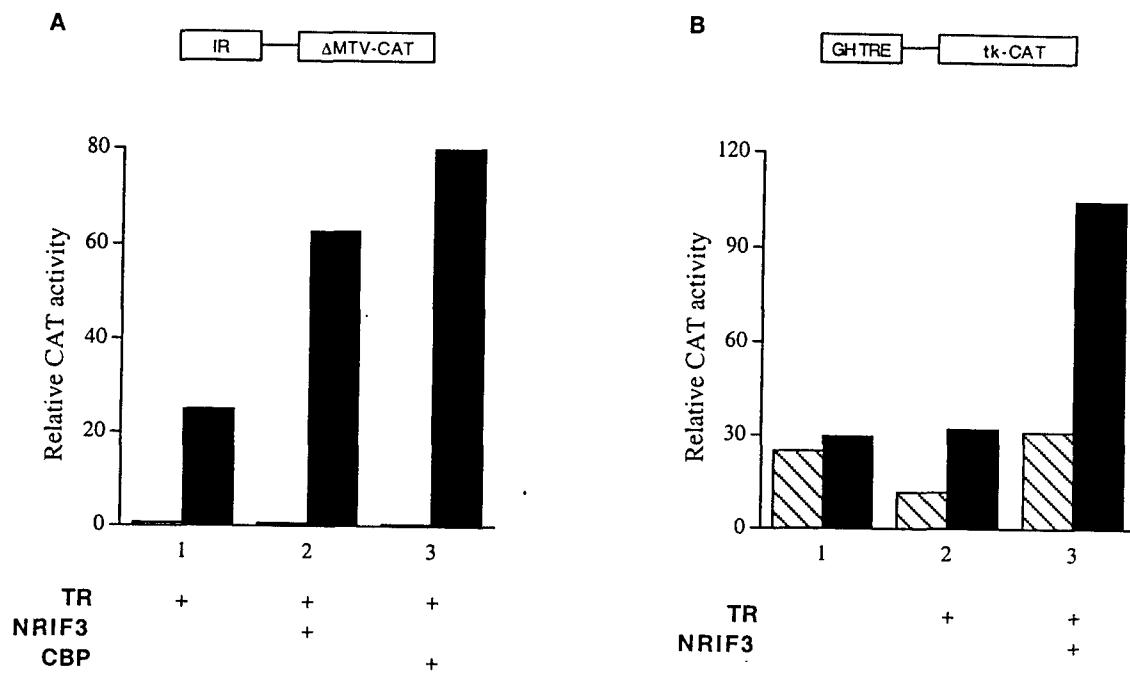 A
IR
ΔMTV-CAT
80
60
40
20
0
Relative CAT activity
1 2 3
TR + + +
NRIF3 +
CBP +
B
GHTRE
tk-CAT
120
90
60
30
0
Relative CAT activity
1 2 3
TR + +
NRIF3 +